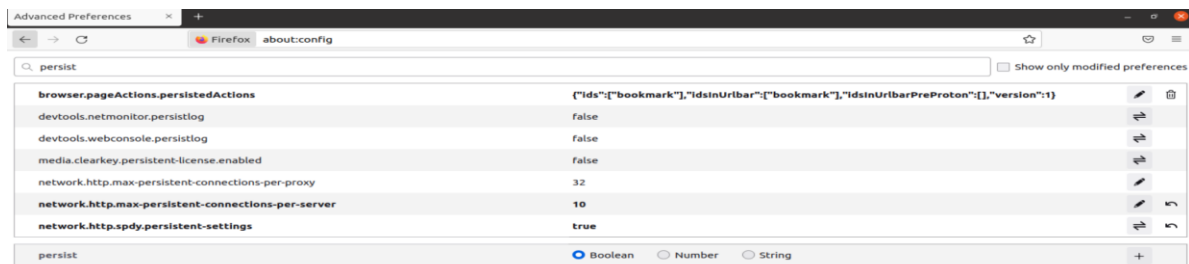 Advanced Preferences
Firefox about:config
persist Show only modified preferences
browser.pageActions.persistedActions {"ids":["bookmark"],"idsInUrlbar":["bookmark"],"idsInUrlbarPreProton":[],"version":1}
devtools.netmonitor.persistlog false
devtools.webconsole.persistlog false
media.clearkey.persistent-license.enabled false
network.http.max-persistent-connections-per-proxy 32
network.http.max-persistent-connections-per-server 10
network.http.spdy.persistent-settings true
persist Boolean Number String